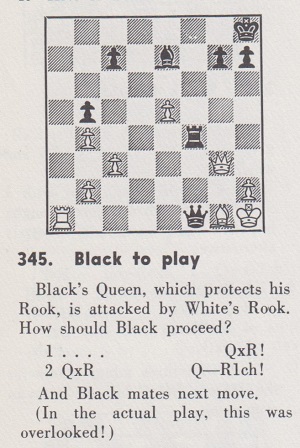 345. Black to play
Black's Queen, which protects his
Rook, is attacked by White's Rook.
How should Black proceed?
1 . . . . QxR!
2 QxR Q—R1ch!
And Black mates next move.
(In the actual play, this was
overlooked!)